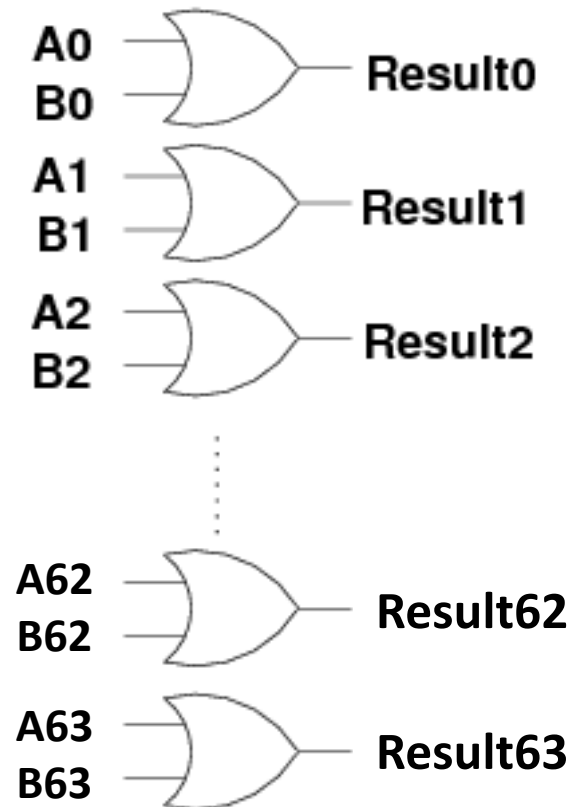 A0
B0
Result0
A1
B1
Result1
A2
B2
Result2
A62
B62
Result62
A63
B63
Result63